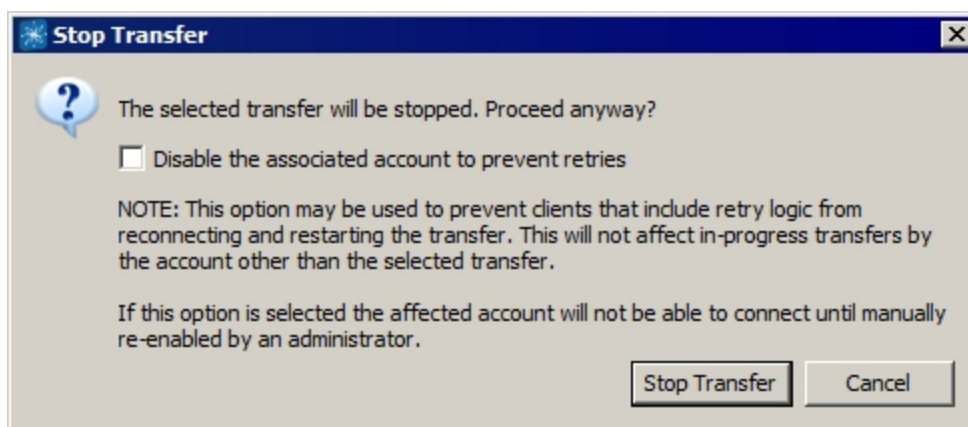 Stop Transfer
The selected transfer will be stopped. Proceed anyway?
Disable the associated account to prevent retries
NOTE: This option may be used to prevent clients that include retry logic from
reconnecting and restarting the transfer. This will not affect in-progress transfers by
the account other than the selected transfer.
If this option is selected the affected account will not be able to connect until manually
re-enabled by an administrator.
Stop Transfer Cancel